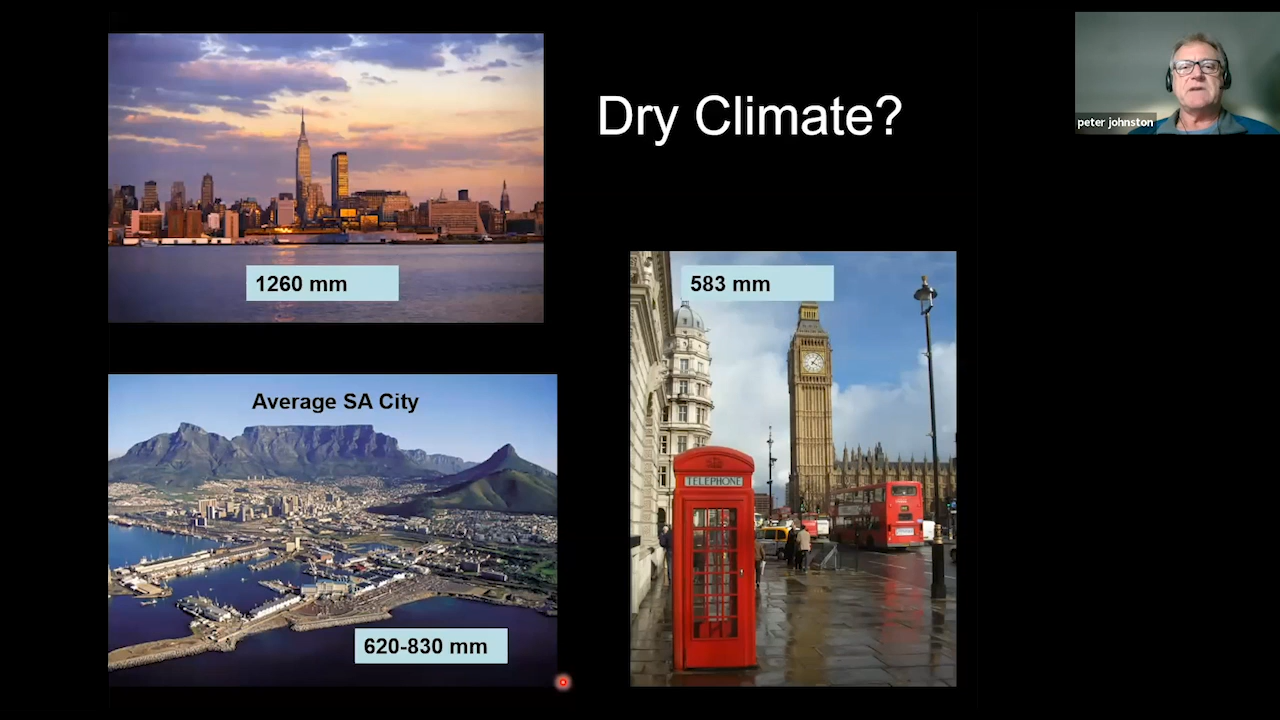 Dry Climate?
peter johnston
1260 mm
583 mm
Average SA City
TELEPHONE
620-830 mm